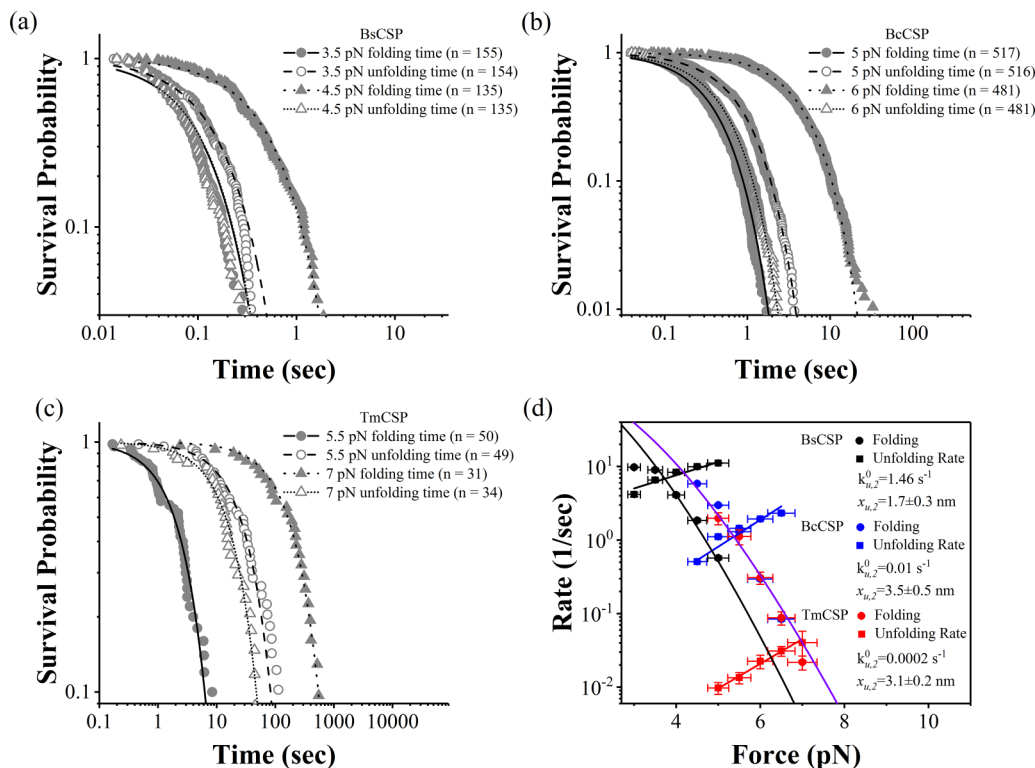 (a)
BsCSP
3.5 pN folding time (n = 155)
3.5 pN unfolding time (n = 154)
4.5 pN folding time (n = 135)
4.5 pN unfolding time (n = 135)
1
0.1
Survival Probability
0.01 0.1 1 10
Time (sec)
(b)
BcCSP
5 pN folding time (n = 517)
5 pN unfolding time (n = 516)
6 pN folding time (n = 481)
6 pN unfolding time (n = 481)
1
0.1
0.01
Survival Probability
0.1 1 10 100
Time (sec)
(c)
TmCSP
5.5 pN folding time (n = 50)
5.5 pN unfolding time (n = 49)
7 pN folding time (n = 31)
7 pN unfolding time (n = 34)
1
0.1
Survival Probability
0.1 1 10 100 1000 10000
Time (sec)
(d)
BsCSP Folding
Unfolding Rate
k⁰u,2=1.46 s⁻¹
xu,2=1.7±0.3 nm
BcCSP Folding
Unfolding Rate
k⁰u,2=0.01 s⁻¹
xu,2=3.5±0.5 nm
TmCSP Folding
Unfolding Rate
k⁰u,2=0.0002 s⁻¹
xu,2=3.1±0.2 nm
10¹
10⁰
10⁻¹
10⁻²
Rate (1/sec)
4 6 8 10
Force (pN)